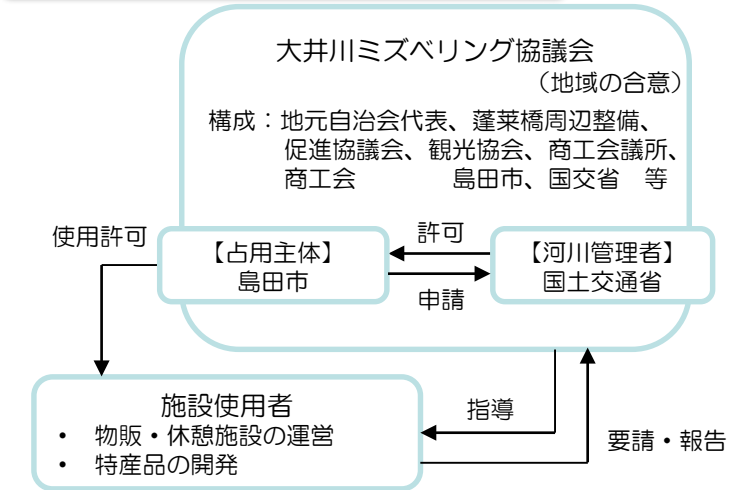 大井川ミズベリング協議会
（地域の合意）
構成：地元自治会代表、蓬莱橋周辺整備、
促進協議会、観光協会、商工会議所、
商工会　　　島田市、国交省　等
使用許可
【占用主体】
島田市
許可
申請
【河川管理者】
国土交通省
施設使用者
• 物販・休憩施設の運営
• 特産品の開発
指導
要請・報告